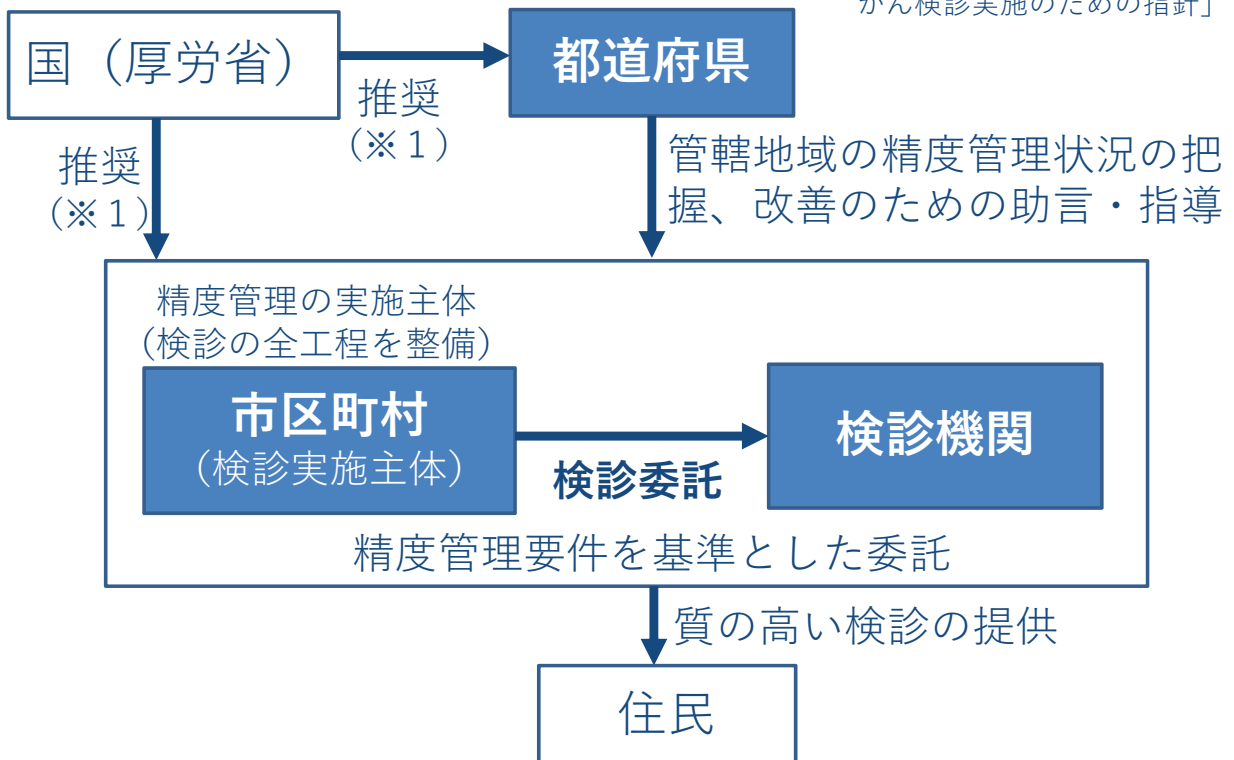 がん検診実施のための指針」
国（厚労省）
都道府県
推奨
(※１)
推奨
(※１)
管轄地域の精度管理状況の把
握、改善のための助言・指導
精度管理の実施主体
(検診の全工程を整備)
市区町村
（検診実施主体）
検診委託
検診機関
精度管理要件を基準とした委託
質の高い検診の提供
住民